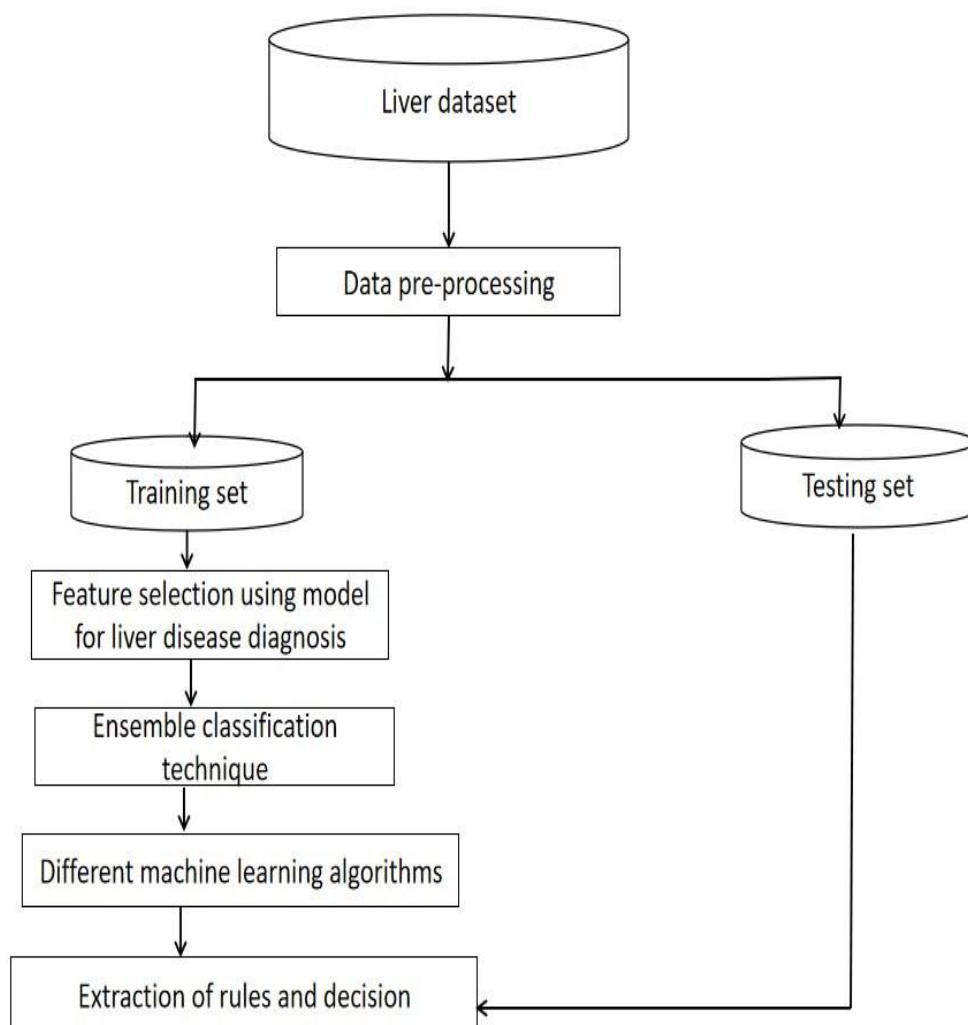 Liver dataset
Data pre-processing
Training set
Testing set
Feature selection using model
for liver disease diagnosis
Ensemble classification
technique
Different machine learning algorithms
Extraction of rules and decision